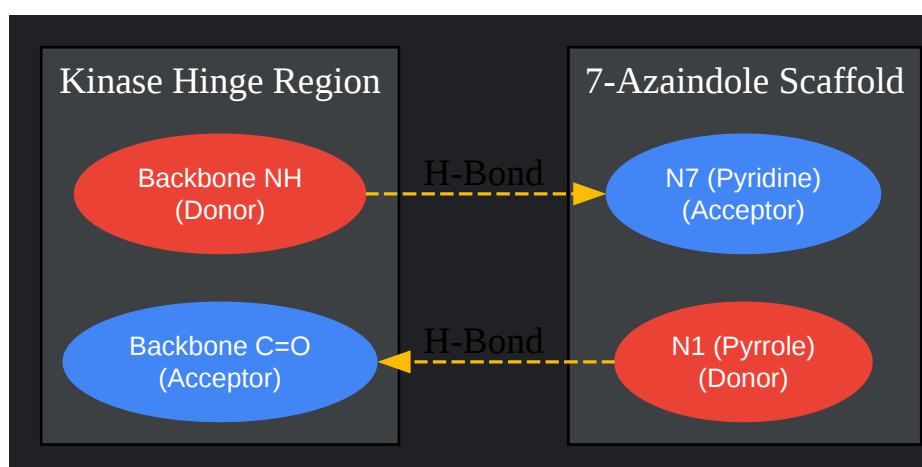 Kinase Hinge Region
7-Azaindole Scaffold
Backbone NH
(Donor)
H-Bond
N7 (Pyridine)
(Acceptor)
Backbone C=O
(Acceptor)
H-Bond
N1 (Pyrrole)
(Donor)